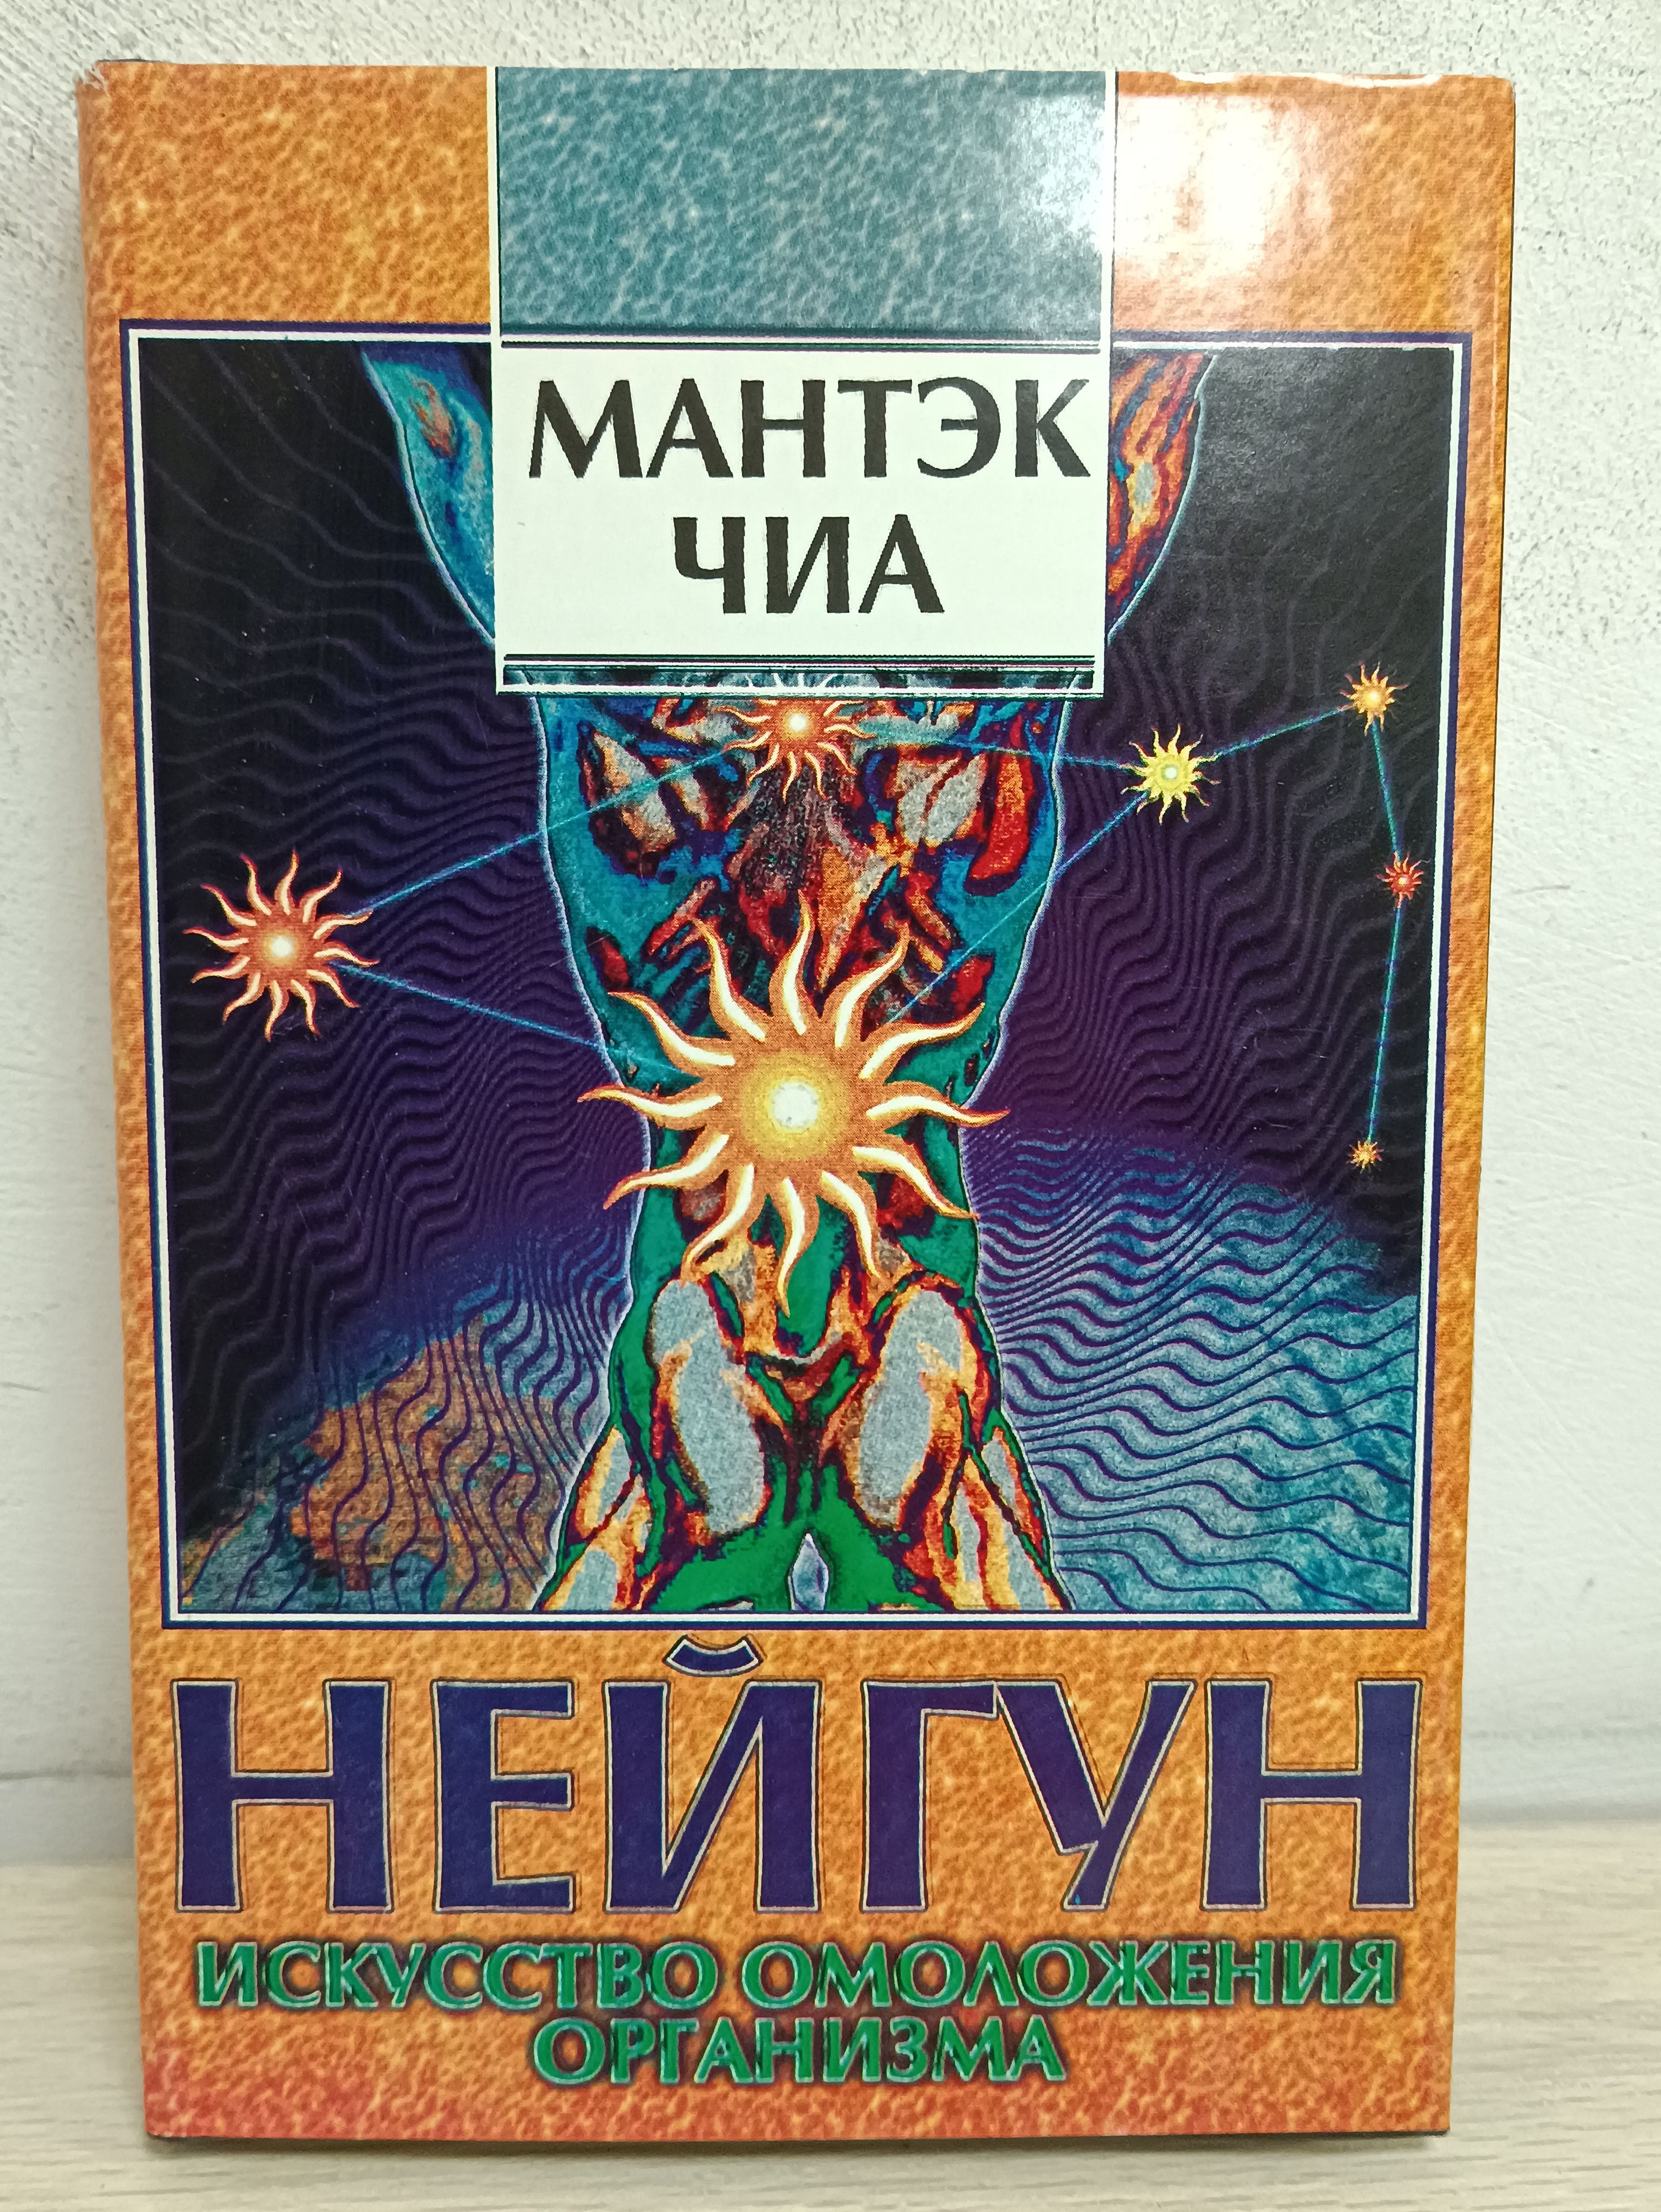 МАНТЭК
ЧИА
НЕЙГУН
ИСКУССТВО ОМОЛОЖЕНИЯ
ОРГАНИЗМА